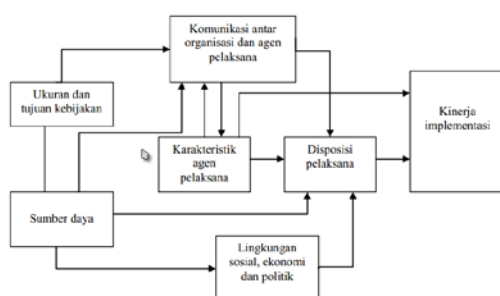 Komunikasi antar
organisasi dan agen
pelaksana
Ukuran dan
tujuan kebijakan
Kinerja
implementasi
Karakteristik
agen
pelaksana
Disposisi
pelaksana
Sumber daya
Lingkungan
sosial, ekonomi
dan politik